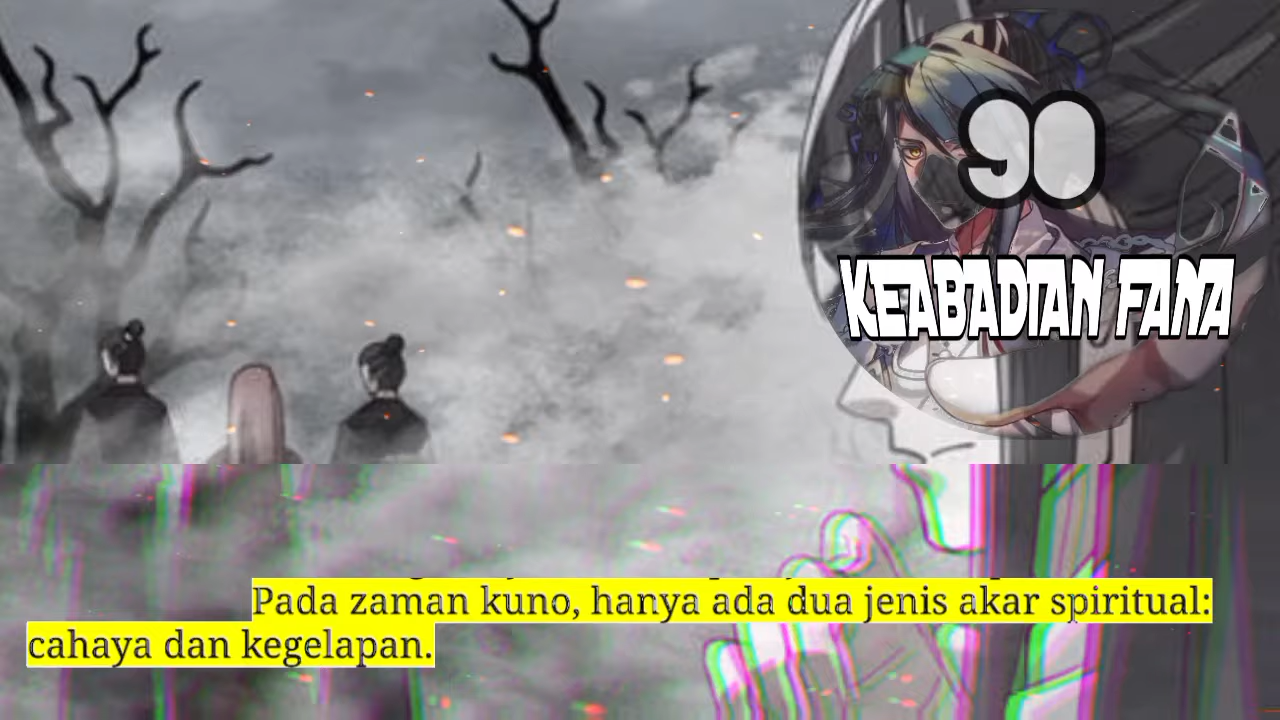 90
KEABADIAN FANA
Pada zaman kuno, hanya ada dua jenis akar spiritual:
cahaya dan kegelapan.